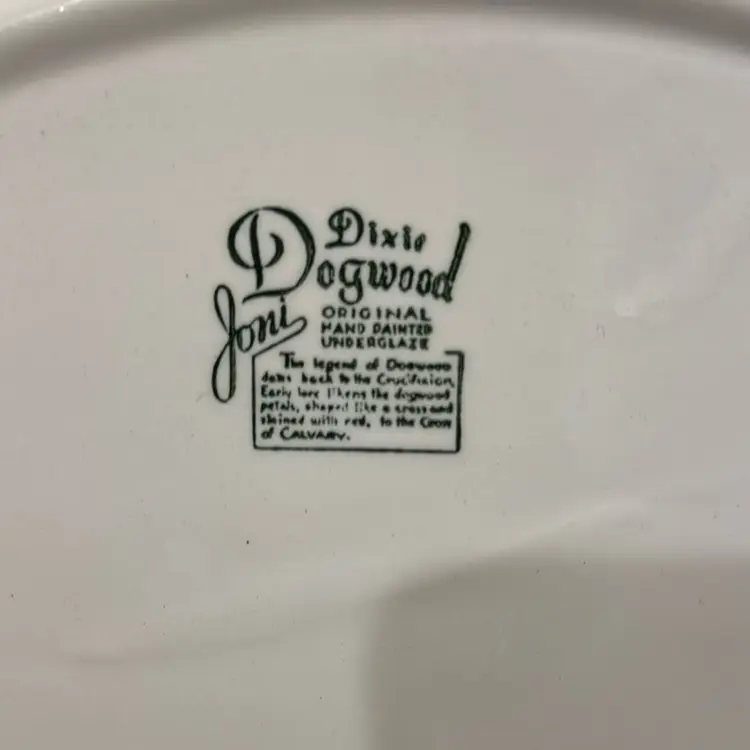 Dixie
Dogwood
Joni
ORIGINAL
HAND PAINTED
UNDERGLAZE
The legend of Dogwood
dates back to the Crucifixion,
Early lore likens the dogwood
petals, shaped like a cross and
stained with red, to the Cross
of CALVARY.